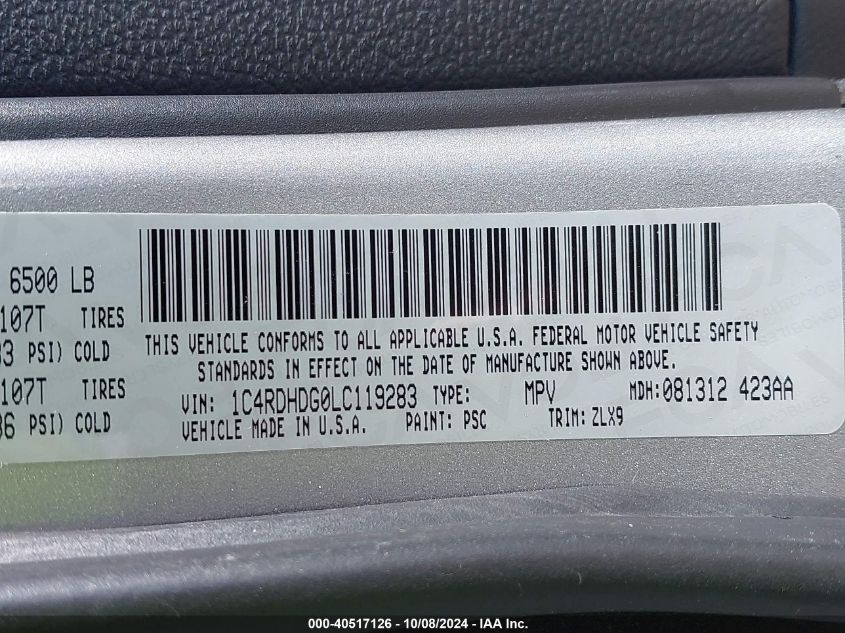 6500 LB
107T TIRES
PSI) COLD
107T TIRES
PSI) COLD
THIS VEHICLE CONFORMS TO ALL APPLICABLE U.S.A. FEDERAL MOTOR VEHICLE SAFETY
STANDARDS IN EFFECT ON THE DATE OF MANUFACTURE SHOWN ABOVE.
VIN: 1C4RDHDG0LC119283 TYPE: MPV MDH:081312 423AA
VEHICLE MADE IN U.S.A. PAINT: PSC TRIM: ZLX9
000-40517126 - 10/08/2024 - IAA Inc.